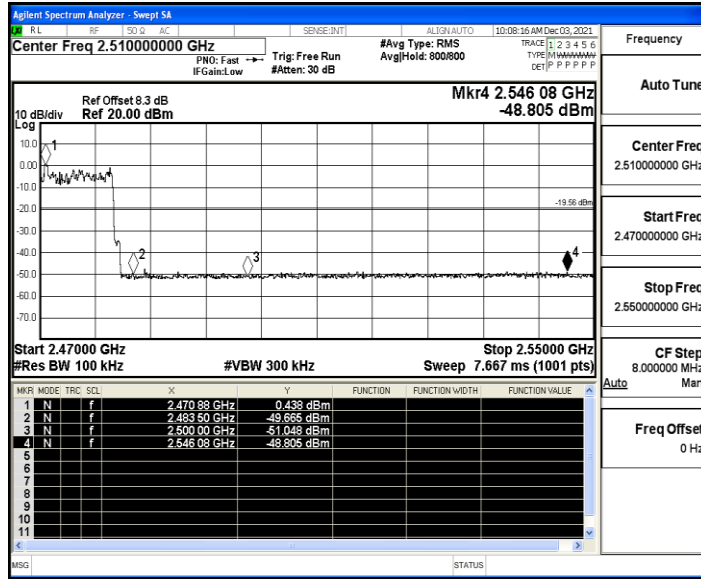 Agilent Spectrum Analyzer - Swept SA
RL RF 50 Ω AC SENSE:INT ALIGN AUTO 10:08:16 AM Dec 03, 2021
Center Freq 2.510000000 GHz
PNO: Fast
IFGain:Low
Trig: Free Run
#Atten: 30 dB
#Avg Type: RMS
Avg|Hold: 800/800
TRACE 1 2 3 4 5 6
TYPE M WWWWW
DET P P P P P P
Ref Offset 8.3 dB
Ref 20.00 dBm
10 dB/div
Log
Mkr4 2.546 08 GHz
-48.805 dBm
10.0
0.00
-10.0
-20.0
-30.0
-40.0
-50.0
-60.0
-70.0
1
2
3
4
-19.56 dBm
Start 2.47000 GHz
#Res BW 100 kHz
#VBW 300 kHz
Stop 2.55000 GHz
Sweep 7.667 ms (1001 pts)
MKR MODE TRC SCL X Y FUNCTION FUNCTION WIDTH FUNCTION VALUE
1 N f 2.470 88 GHz 0.438 dBm
2 N f 2.483 50 GHz -49.665 dBm
3 N f 2.500 00 GHz -51.048 dBm
4 N f 2.546 08 GHz -48.805 dBm
5
6
7
8
9
10
11
MSG STATUS
Frequency
Auto Tune
Center Freq
2.510000000 GHz
Start Freq
2.470000000 GHz
Stop Freq
2.550000000 GHz
CF Step
8.000000 MHz
Auto Man
Freq Offset
0 Hz